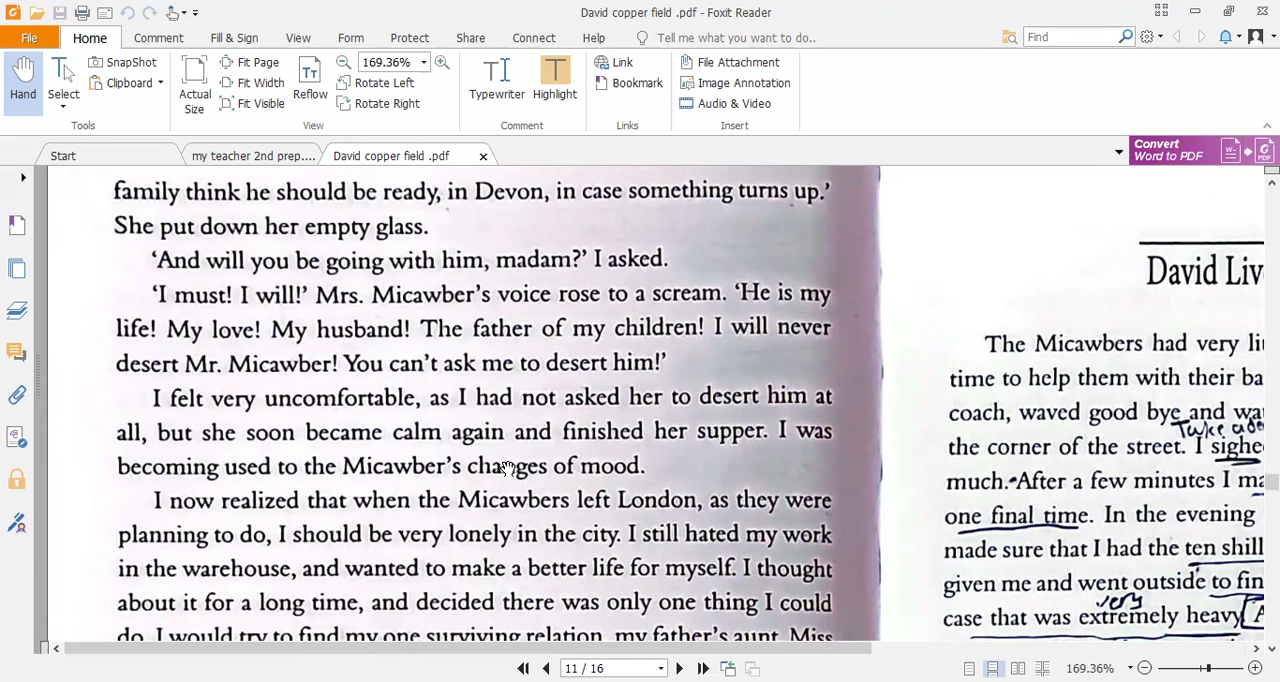 David copper field .pdf - Foxit Reader
File Home Comment Fill & Sign View Form Protect Share Connect Help Tell me what you want to do.. Find
Hand
Select
SnapShot
Clipboard
Tools
Actual
Size
Fit Page
Fit Width
Fit Visible
Reflow
169.36%
Rotate Left
Rotate Right
View
Typewriter
Highlight
Comment
Link
Bookmark
Links
File Attachment
Image Annotation
Audio & Video
Insert
Start my teacher 2nd prep.... David copper field .pdf
Convert
Word to PDF
family think he should be ready, in Devon, in case something turns up.'
She put down her empty glass.
'And will you be going with him, madam?' I asked.
'I must! I will!' Mrs. Micawber's voice rose to a scream. 'He is my
life! My love! My husband! The father of my children! I will never
desert Mr. Micawber! You can't ask me to desert him!'
I felt very uncomfortable, as I had not asked her to desert him at
all, but she soon became calm again and finished her supper. I was
becoming used to the Micawber's changes of mood.
I now realized that when the Micawbers left London, as they were
planning to do, I should be very lonely in the city. I still hated my work
in the warehouse, and wanted to make a better life for myself. I thought
about it for a long time, and decided there was only one thing I could
do. I would try to find my one surviving relation, my father's aunt, Miss
David Liv
The Micawbers had very li
time to help them with their ba
coach, waved good bye and wa
the corner of the street. I sighe
much. After a few minutes I ma
one final time. In the evening
made sure that I had the ten shill
given me and went outside to fin
very
case that was extremely heavy. A
11 / 16
169.36%